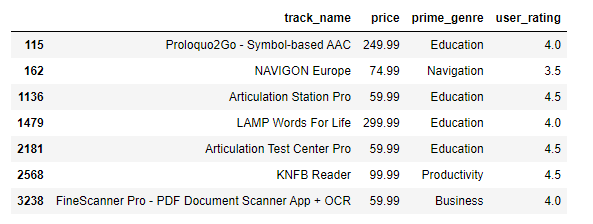 track_name price prime_genre user_rating
115 Proloquo2Go - Symbol-based AAC 249.99 Education 4.0
162 NAVIGON Europe 74.99 Navigation 3.5
1136 Articulation Station Pro 59.99 Education 4.5
1479 LAMP Words For Life 299.99 Education 4.0
2181 Articulation Test Center Pro 59.99 Education 4.5
2568 KNFB Reader 99.99 Productivity 4.5
3238 FineScanner Pro - PDF Document Scanner App + OCR 59.99 Business 4.0